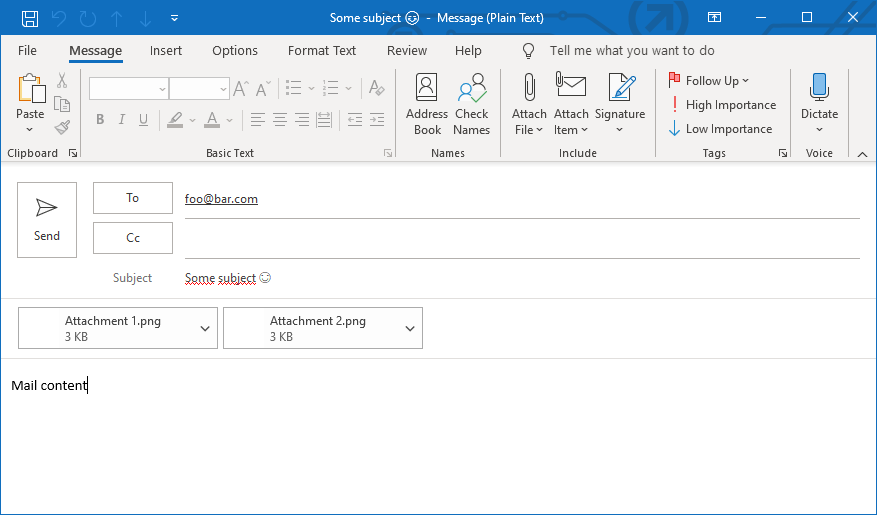 Some subject 😊 - Message (Plain Text)
File Message Insert Options Format Text Review Help Tell me what you want to do
Paste
Clipboard
A A A
B I U A
Basic Text
Address Book
Check Names
Names
Attach File
Attach Item
Signature
Include
Follow Up
High Importance
Low Importance
Tags
Dictate
Voice
Send
To foo@bar.com
Cc
Subject Some subject 😊
Attachment 1.png
3 KB
Attachment 2.png
3 KB
Mail content